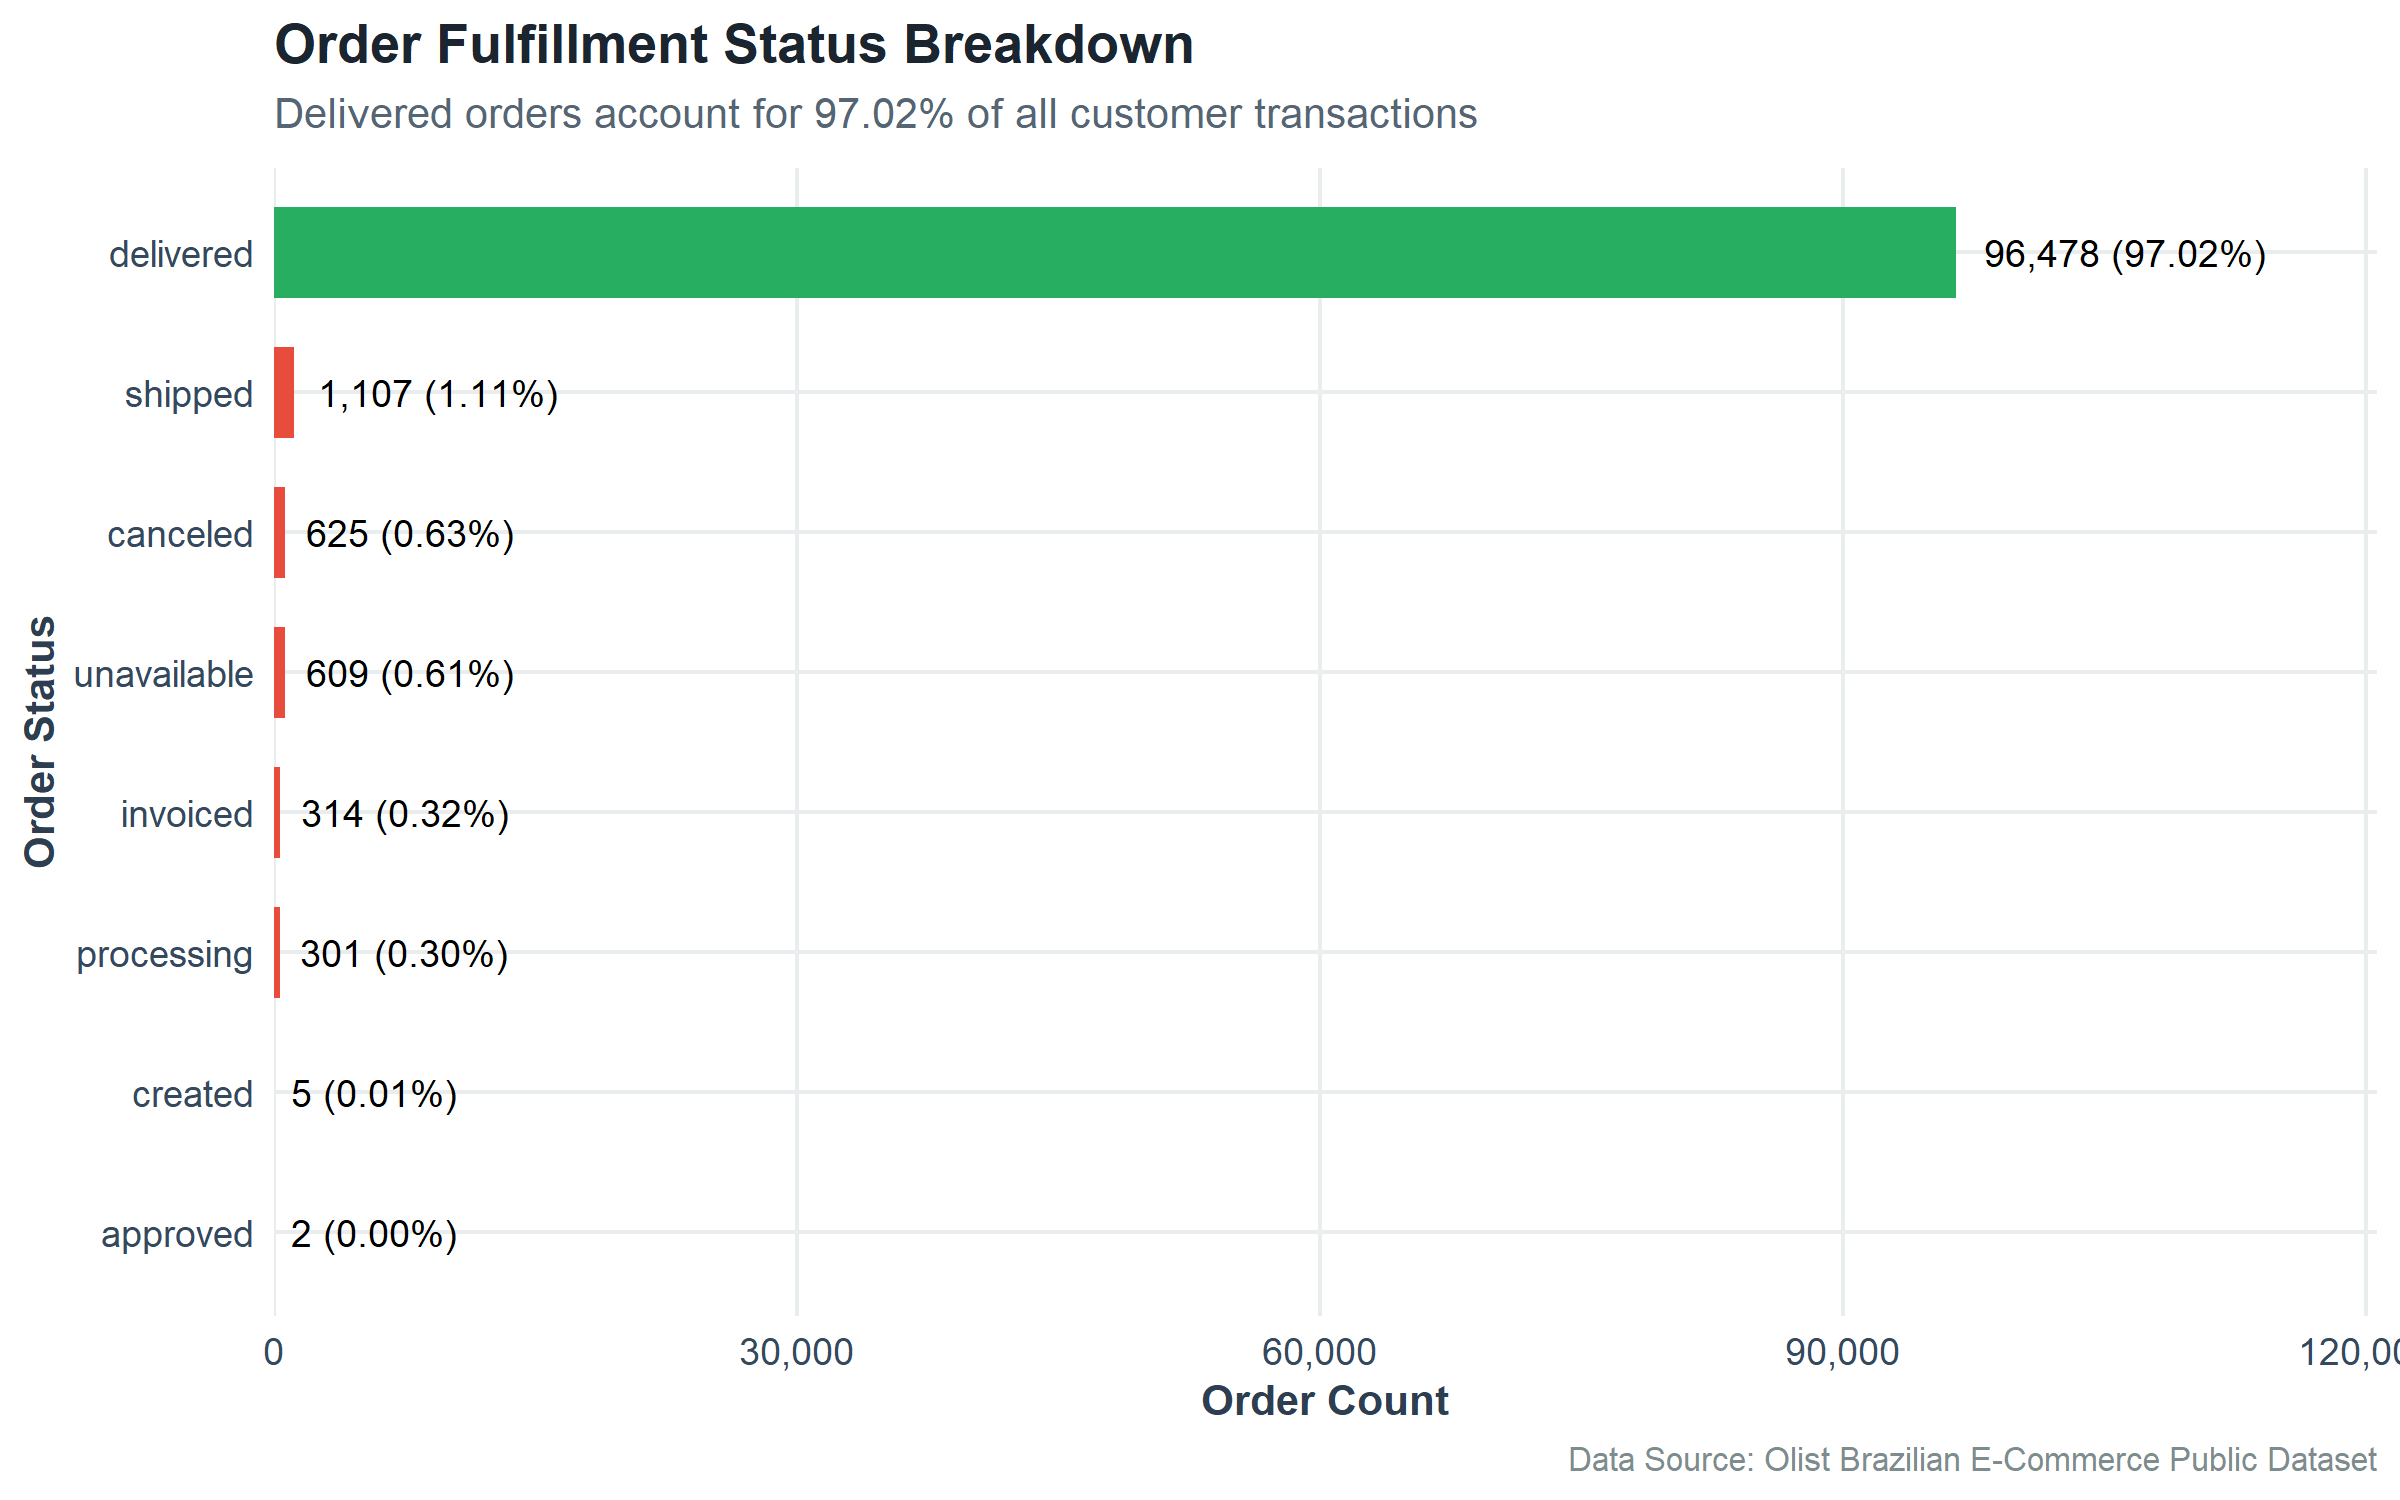 Order Fulfillment Status Breakdown
Delivered orders account for 97.02% of all customer transactions
Order Status
delivered 96,478 (97.02%)
shipped 1,107 (1.11%)
canceled 625 (0.63%)
unavailable 609 (0.61%)
invoiced 314 (0.32%)
processing 301 (0.30%)
created 5 (0.01%)
approved 2 (0.00%)
0 30,000 60,000 90,000 120,00
Order Count
Data Source: Olist Brazilian E-Commerce Public Dataset